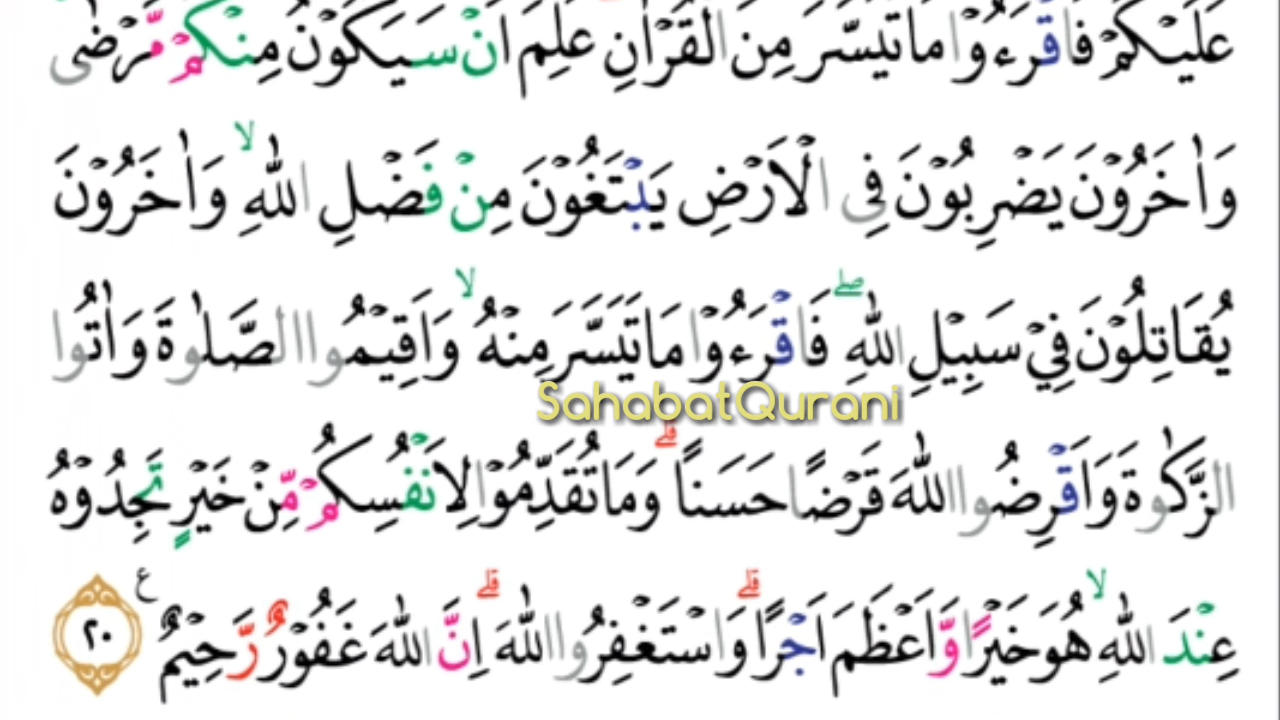 عَلَيْكُمْ فَاقْرَءُوْا مَا تَيَسَّرَ مِنَ الْقُرْاٰنِ عَلِمَ اَنْ سَيَكُوْنُ مِنْكُمْ مَّرْضٰى
وَاٰخَرُوْنَ يَضْرِبُوْنَ فِى الْاَرْضِ يَبْتَغُوْنَ مِنْ فَضْلِ اللّٰهِ ۙ وَاٰخَرُوْنَ
يُقَاتِلُوْنَ فِيْ سَبِيْلِ اللّٰهِ ۖ فَاقْرَءُوْا مَا تَيَسَّرَ مِنْهُ ۙ وَاَقِيْمُوا الصَّلٰوةَ وَاٰتُوا
SahabatQurani
الزَّكٰوةَ وَاَقْرِضُوا اللّٰهَ قَرْضًا حَسَنًا ۗ وَمَا تُقَدِّمُوْا لِاَنْفُسِكُمْ مِّنْ خَيْرٍ تَجِدُوْهُ
عِنْدَ اللّٰهِ ۙ هُوَ خَيْرًا وَّاَعْظَمَ اَجْرًا ۗ وَاسْتَغْفِرُوا اللّٰهَ ۗ اِنَّ اللّٰهَ غَفُوْرٌ رَّحِيْمٌ ࣖ ٢٠